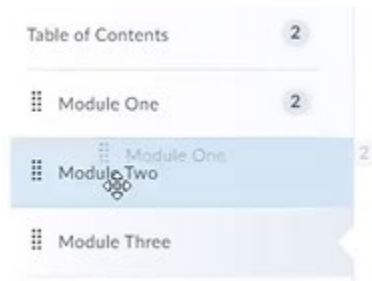 Table of Contents 2
Module One 2
Module One 2
Module Two
Module Three